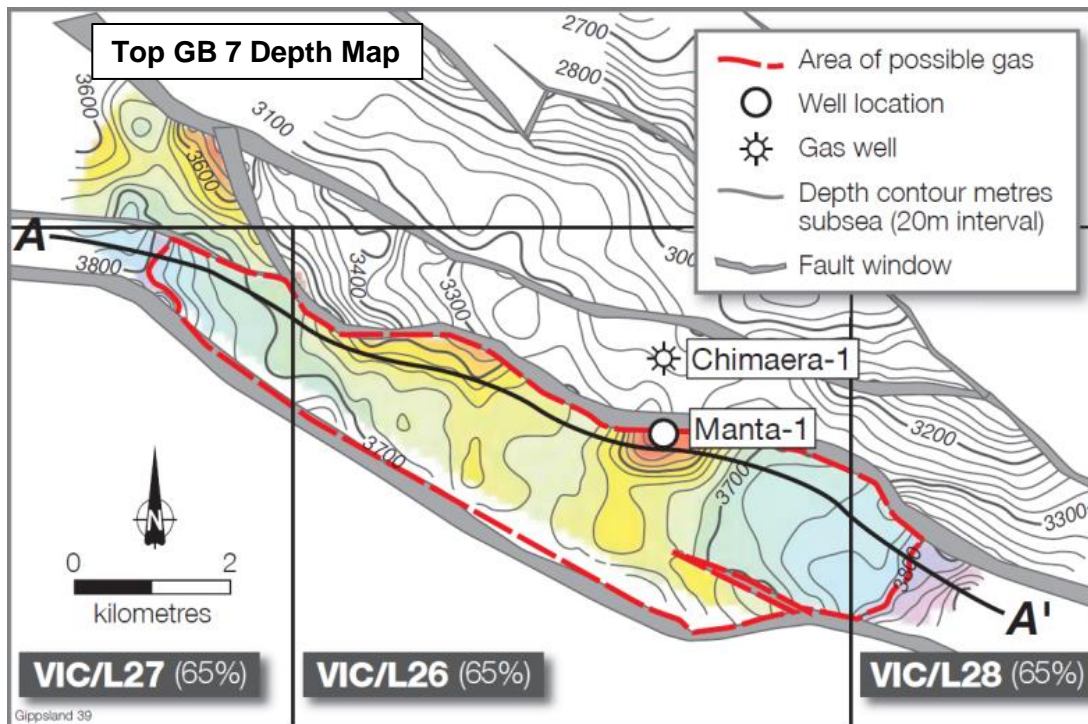 Top GB 7 Depth Map
Area of possible gas
Well location
Gas well
Depth contour metres
subsea (20m interval)
Fault window
2700
2800
3600
3100
3600
A
3800
3400
3300
300
Chimaera-1
Manta-1
3200
3700
3700
3300
3800
N
0 2
kilometres
A'
VIC/L27 (65%)
VIC/L26 (65%)
VIC/L28 (65%)
Gippsland 39